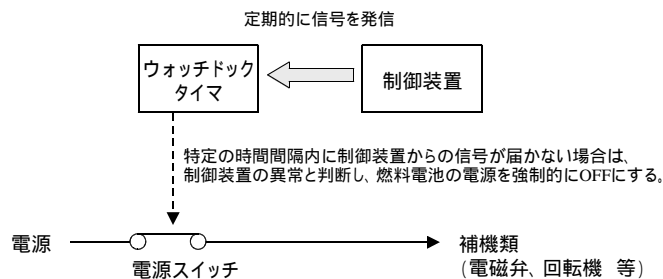 定期的に信号を発信
ウォッチドック
タイマ
制御装置
特定の時間間隔内に制御装置からの信号が届かない場合は、
制御装置の異常と判断し、燃料電池の電源を強制的にOFFにする。
電源
電源スイッチ
補機類
(電磁弁、回転機 等)